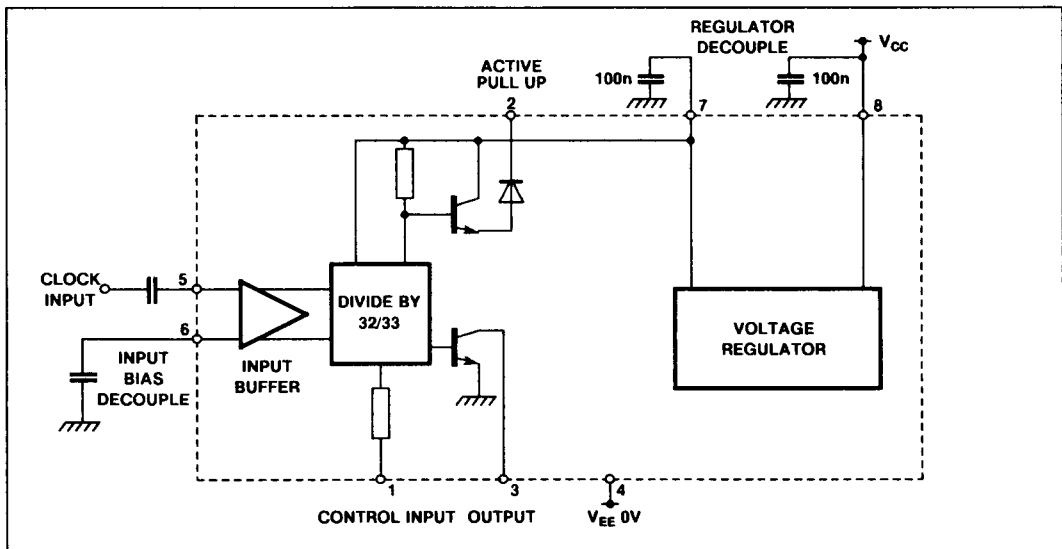 REGULATOR
DECOUPLE
V_CC
ACTIVE
PULL UP
100n
100n
2
7
8
CLOCK
INPUT
5
6
DIVIDE BY
32/33
VOLTAGE
REGULATOR
INPUT
BIAS
DECOUPLE
INPUT
BUFFER
1
3
4
CONTROL INPUT
OUTPUT
V_EE 0V